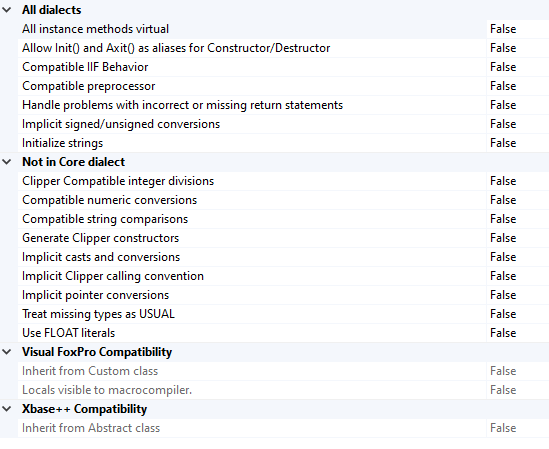 All dialects
All instance methods virtual False
Allow Init() and Axit() as aliases for Constructor/Destructor False
Compatible IIF Behavior False
Compatible preprocessor False
Handle problems with incorrect or missing return statements False
Implicit signed/unsigned conversions False
Initialize strings False
Not in Core dialect
Clipper Compatible integer divisions False
Compatible numeric conversions False
Compatible string comparisons False
Generate Clipper constructors False
Implicit casts and conversions False
Implicit Clipper calling convention False
Implicit pointer conversions False
Treat missing types as USUAL False
Use FLOAT literals False
Visual FoxPro Compatibility
Inherit from Custom class False
Locals visible to macrocompiler. False
Xbase++ Compatibility
Inherit from Abstract class False